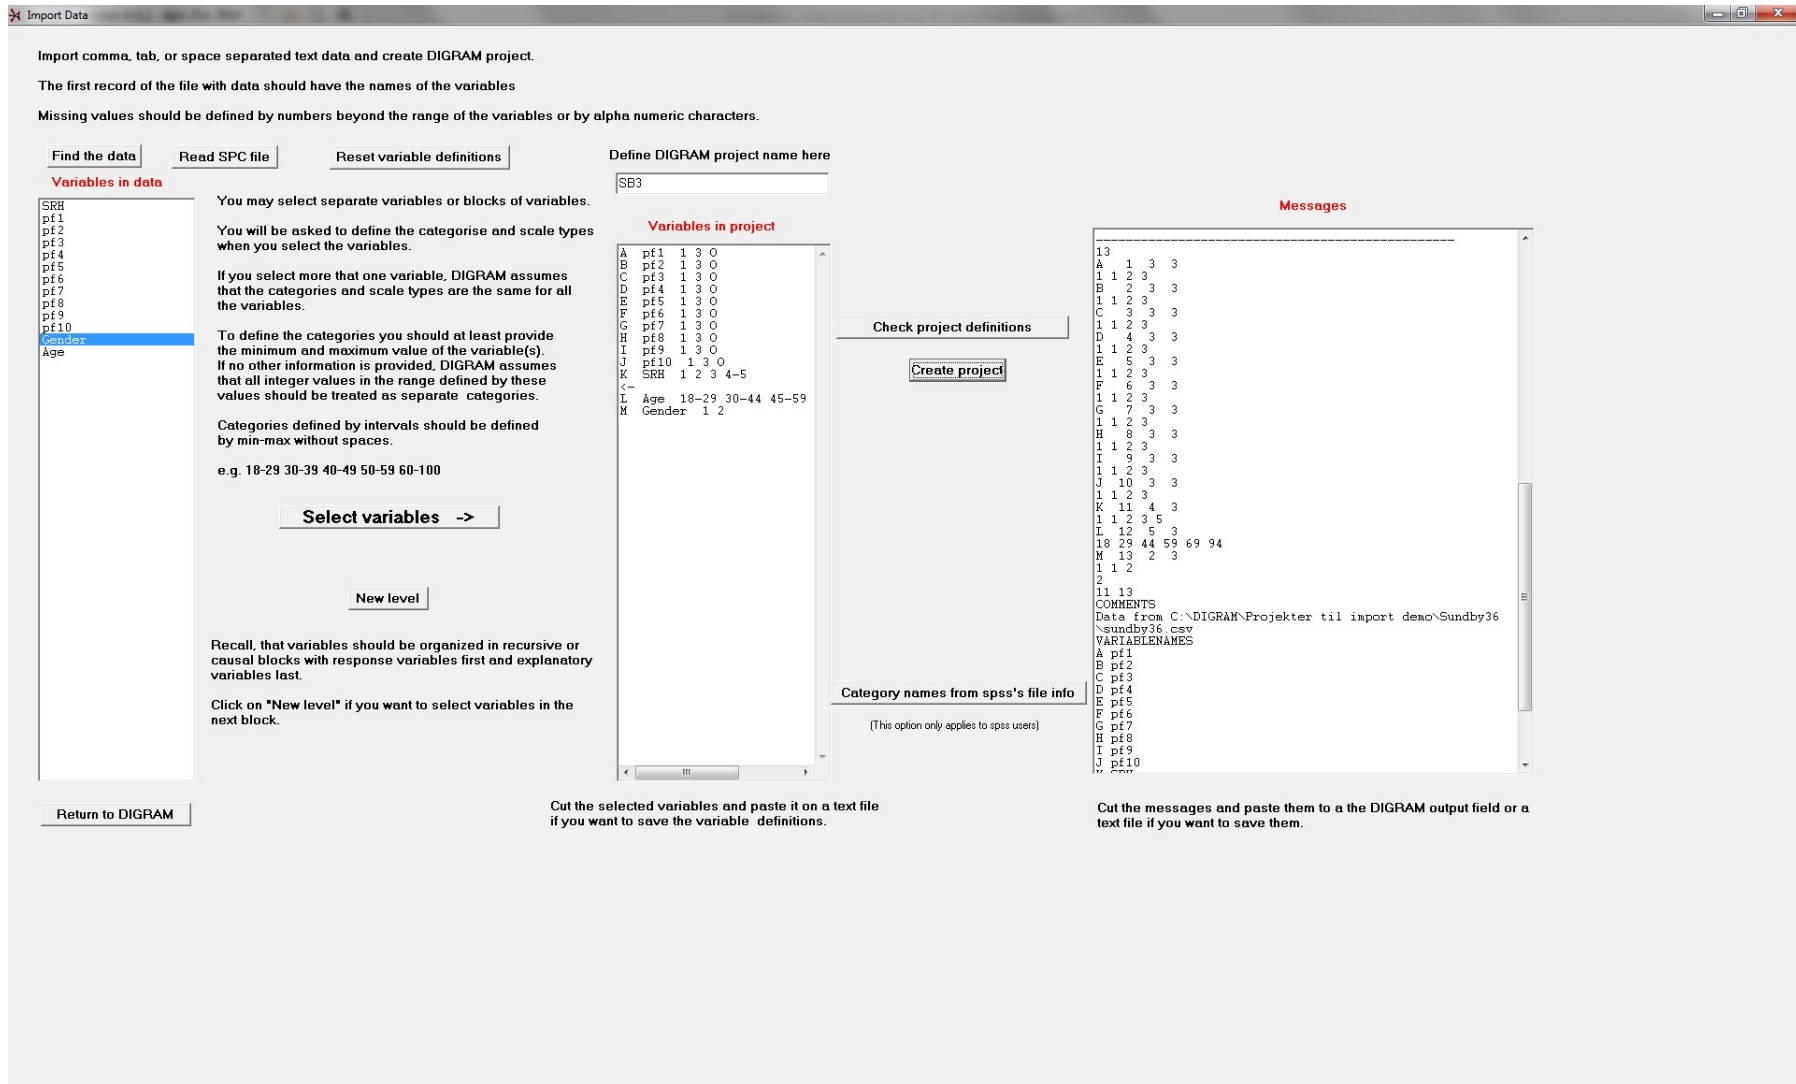 Import Data
Import comma, tab, or space separated text data and create DIGRAM project.
The first record of the file with data should have the names of the variables
Missing values should be defined by numbers beyond the range of the variables or by alpha numeric characters.
Find the data
Read SPC file
Reset variable definitions
Define DIGRAM project name here
SB3
Variables in data
SRH
pf1
pf2
pf3
pf4
pf5
pf6
pf7
pf8
pf9
pf10
Gender
Age
You may select separate variables or blocks of variables.
You will be asked to define the categorise and scale types
when you select the variables.
If you select more that one variable, DIGRAM assumes
that the categories and scale types are the same for all
the variables.
To define the categories you should at least provide
the minimum and maximum value of the variable(s).
If no other information is provided, DIGRAM assumes
that all integer values in the range defined by these
values should be treated as separate categories.
Categories defined by intervals should be defined
by min-max without spaces.
e.g. 18-29 30-39 40-49 50-59 60-100
Select variables ->
New level
Recall, that variables should be organized in recursive or
causal blocks with response variables first and explanatory
variables last.
Click on "New level" if you want to select variables in the
next block.
Return to DIGRAM
Variables in project
A pf1 1 3 O
B pf2 1 3 O
C pf3 1 3 O
D pf4 1 3 O
E pf5 1 3 O
F pf6 1 3 O
G pf7 1 3 O
H pf8 1 3 O
I pf9 1 3 O
J pf10 1 3 O
K SRH 1 2 3 4-5
<-
L Age 18-29 30-44 45-59
M Gender 1 2
Cut the selected variables and paste it on a text file
if you want to save the variable definitions.
Check project definitions
Create project
Category names from spss's file info
(This option only applies to spss users)
Messages
13
A 1 3 3
1 1 2 3
B 2 3 3
1 1 2 3
C 3 3 3
1 1 2 3
D 4 3 3
1 1 2 3
E 5 3 3
1 1 2 3
F 6 3 3
1 1 2 3
G 7 3 3
1 1 2 3
H 8 3 3
1 1 2 3
I 9 3 3
1 1 2 3
J 10 3 3
1 1 2 3
K 11 4 3
1 1 2 3 5
L 12 5 3
18 29 44 59 69 94
M 13 2 3
1 1 2
2
11 13
COMMENTS
Data from C:\DIGRAM\Projekter til import demo\Sundby36
\sundby36.csv
VARIABLENAMES
A pf1
B pf2
C pf3
D pf4
E pf5
F pf6
G pf7
H pf8
I pf9
J pf10
Cut the messages and paste them to a the DIGRAM output field or a
text file if you want to save them.